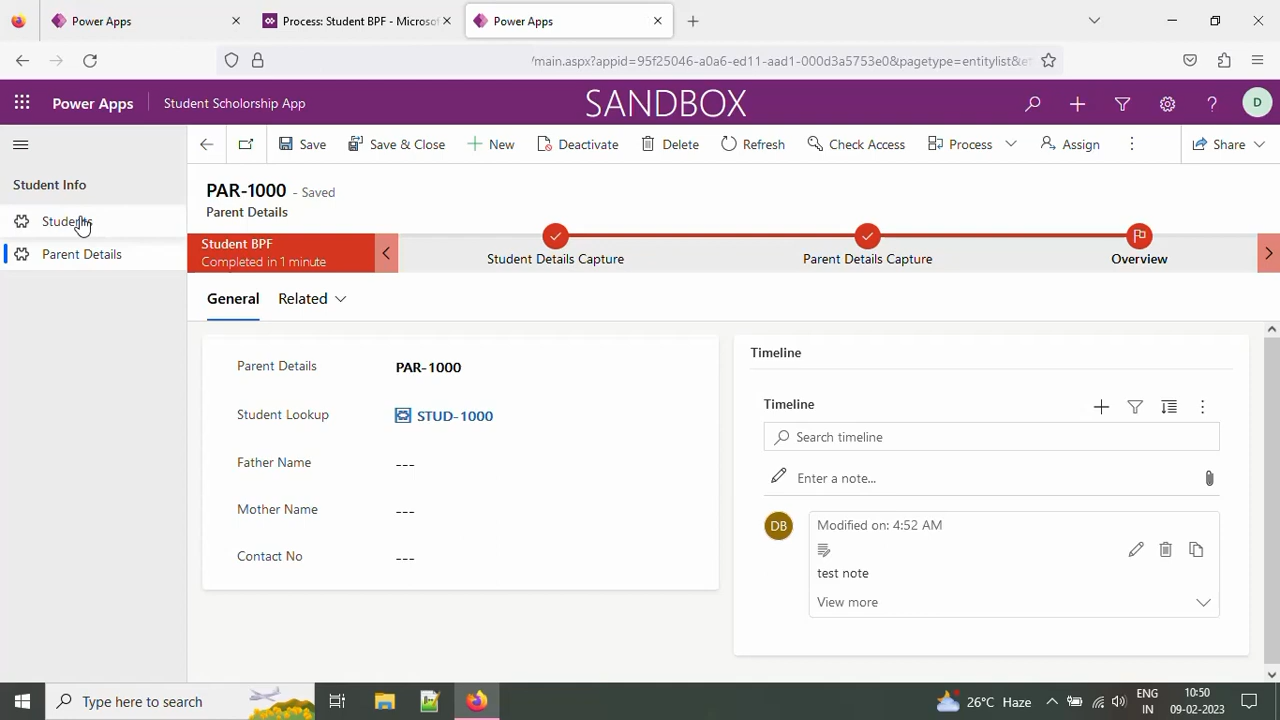 Power Apps
Process: Student BPF - Microsof
Power Apps
/main.aspx?appid=95f25046-a0a6-ed11-aad1-000d3a5753e0&pagetype=entitylist&et
Power Apps
Student Scholorship App
SANDBOX
D
Save
Save & Close
New
Deactivate
Delete
Refresh
Check Access
Process
Assign
Share
Student Info
Students
Parent Details
PAR-1000 - Saved
Parent Details
Student BPF
Completed in 1 minute
Student Details Capture
Parent Details Capture
Overview
General
Related
Parent Details
PAR-1000
Student Lookup
STUD-1000
Father Name
---
Mother Name
---
Contact No
---
Timeline
Timeline
Search timeline
Enter a note...
DB
Modified on: 4:52 AM
test note
View more
Type here to search
26°C Haze
ENG
IN
10:50
09-02-2023